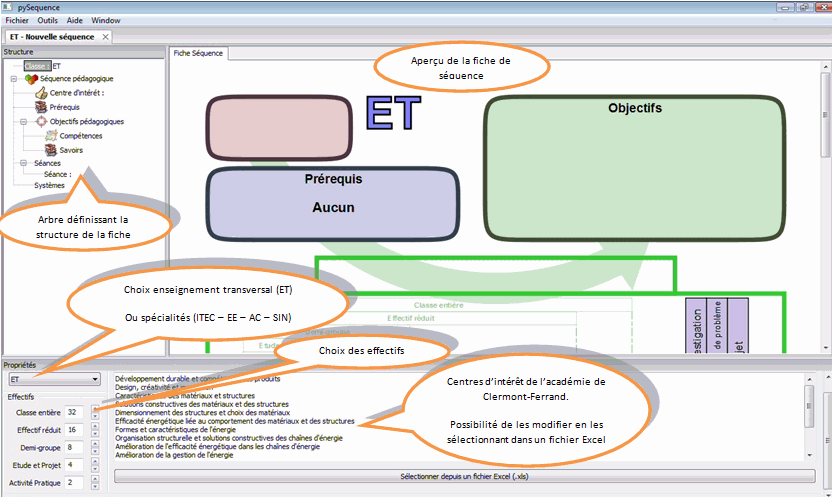 pySequence
Fichier Outils Aide Window
ET - Nouvelle séquence
Structure
Classe : ET
Séquence pédagogique
Centre d'intérêt :
Prérequis
Objectifs pédagogiques
Compétences
Savoirs
Séances
Séance :
Systèmes
Arbre définissant la
structure de la fiche
Fiche Séquence
Aperçu de la fiche de
séquence
ET
Objectifs
Prérequis
Aucun
Classe entière
Effectif réduit
Demi-groupe
Etude
estigation
de problème
jet
Choix enseignement transversal (ET)
Ou spécialités (ITEC – EE – AC – SIN)
Choix des effectifs
Centres d'intérêt de l'académie de
Clermont-Ferrand.
Possibilité de les modifier en les
sélectionnant dans un fichier Excel
Propriétés
ET
Effectifs
Classe entière 32
Effectif réduit 16
Demi-groupe 8
Etude et Projet 4
Activité Pratique 2
Développement durable et produits
Design, créativité et
Caractéristiques des matériaux et structures
Solutions constructives des matériaux et des structures
Dimensionnement des structures et choix des matériaux
Efficacité énergétique liée au comportement des matériaux et des structures
Formes et caractéristiques de l'énergie
Organisation structurelle et solutions constructives des chaînes d'énergie
Amélioration de l'efficacité énergétique dans les chaînes d'énergie
Amélioration de la gestion de l'énergie
Sélectionner depuis un fichier Excel (.xls)